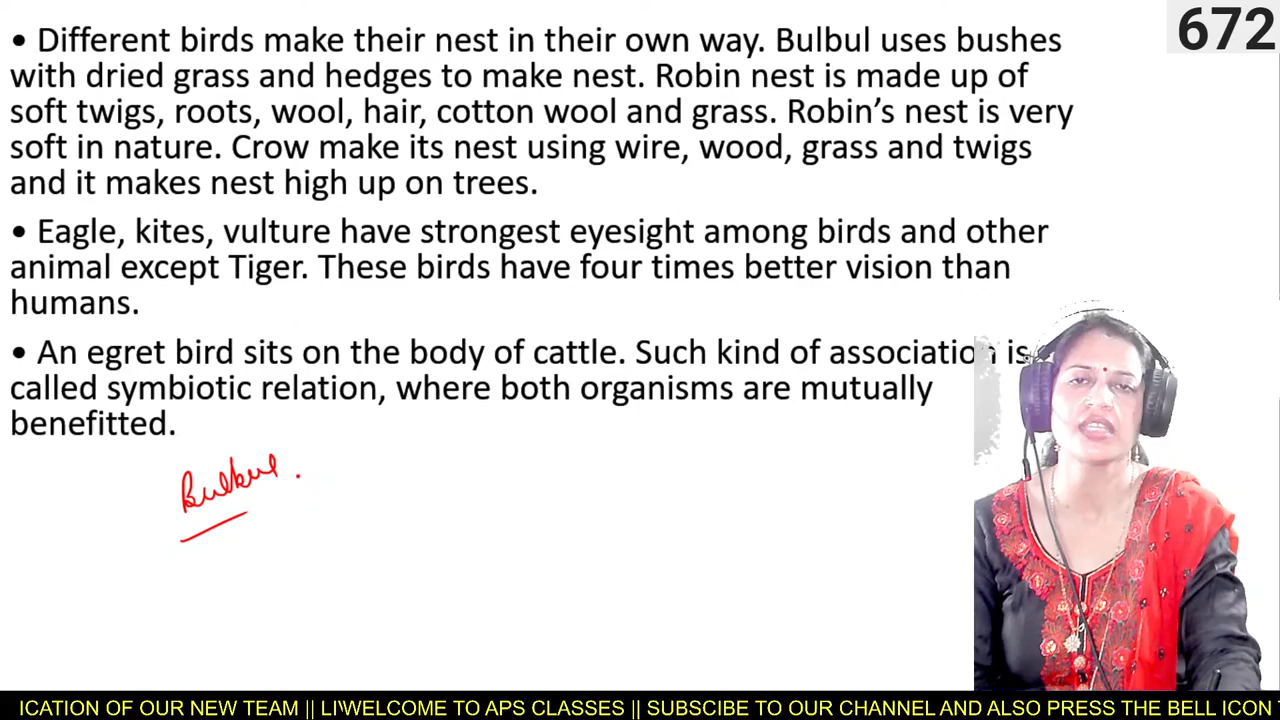 672
• Different birds make their nest in their own way. Bulbul uses bushes
with dried grass and hedges to make nest. Robin nest is made up of
soft twigs, roots, wool, hair, cotton wool and grass. Robin’s nest is very
soft in nature. Crow make its nest using wire, wood, grass and twigs
and it makes nest high up on trees.
• Eagle, kites, vulture have strongest eyesight among birds and other
animal except Tiger. These birds have four times better vision than
humans.
• An egret bird sits on the body of cattle. Such kind of association is
called symbiotic relation, where both organisms are mutually
benefitted.
Bulbul .
ICATION OF OUR NEW TEAM || LI\WELCOME TO APS CLASSES || SUBSCIBE TO OUR CHANNEL AND ALSO PRESS THE BELL ICON